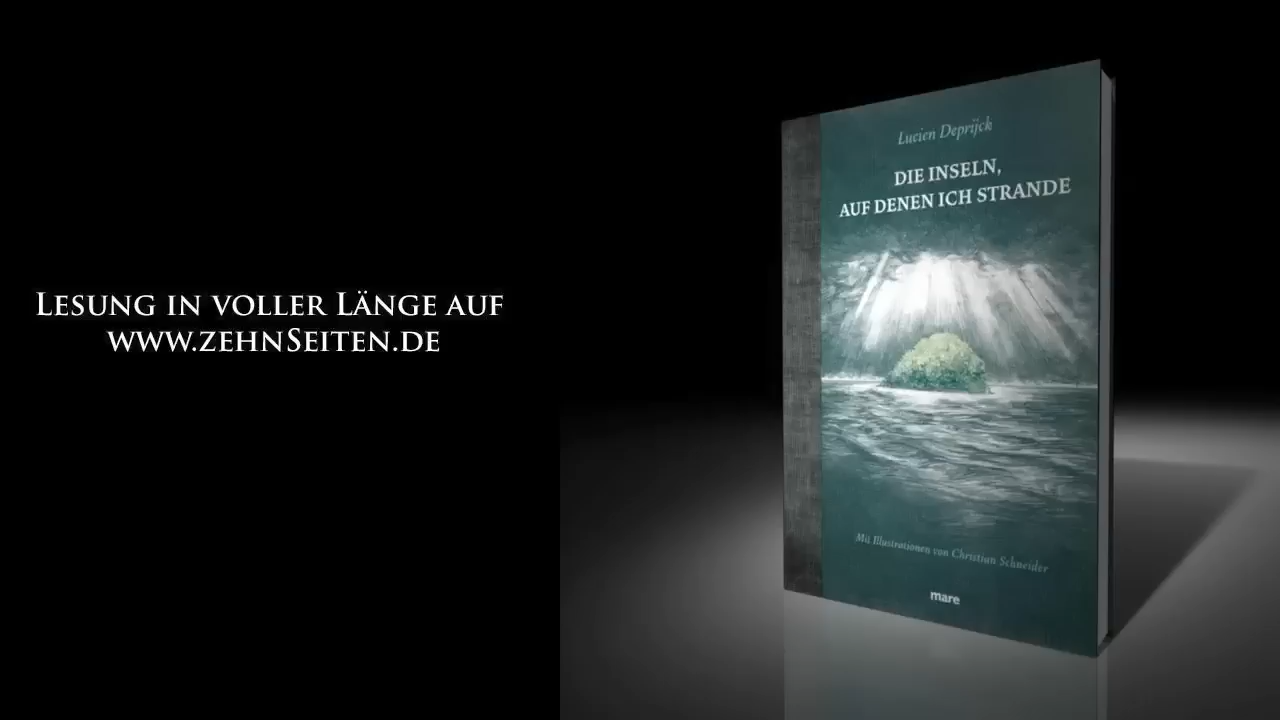 Lesung in voller Länge auf
www.zehnSeiten.de
Lucien Deprijck
DIE INSELN,
AUF DENEN ICH STRANDE
Mit Illustrationen von Christian Schneider
mare